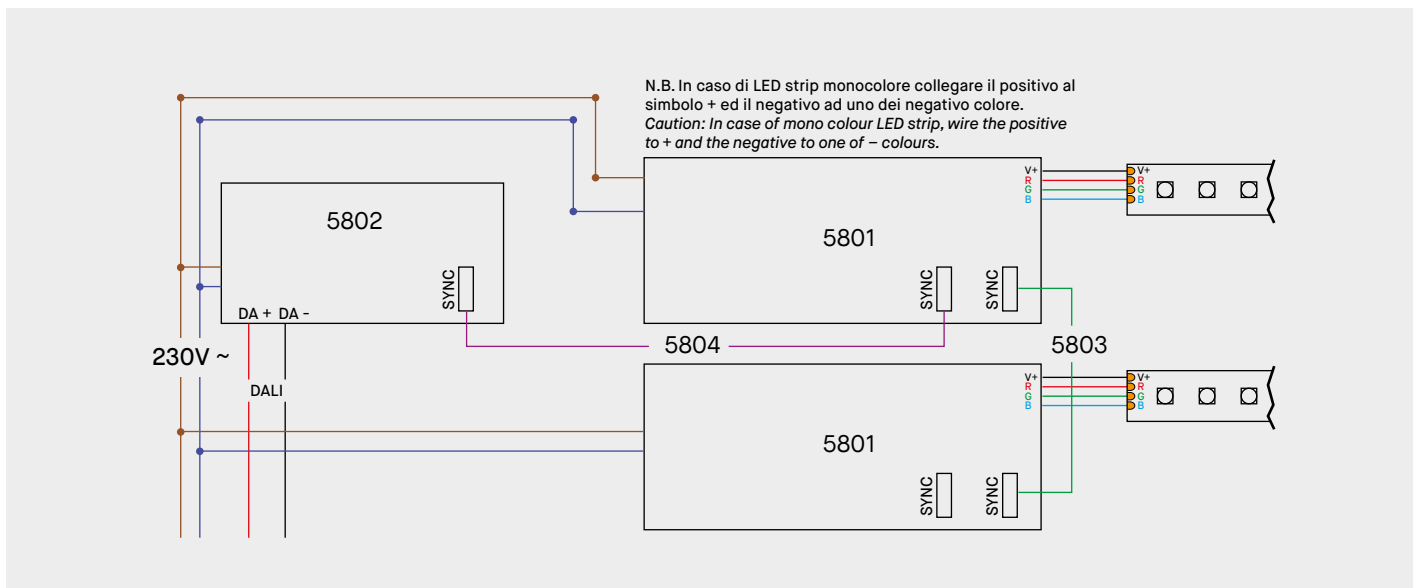 N.B. In caso di LED strip monocolore collegare il positivo al
simbolo + ed il negativo ad uno dei negativo colore.
Caution: In case of mono colour LED strip, wire the positive
to + and the negative to one of – colours.
5802
SYNC
DA + DA -
230V ~
DALI
5801
V+
R
G
B
V+
R
G
B
SYNC
SYNC
5804
5803
5801
V+
R
G
B
V+
R
G
B
SYNC
SYNC